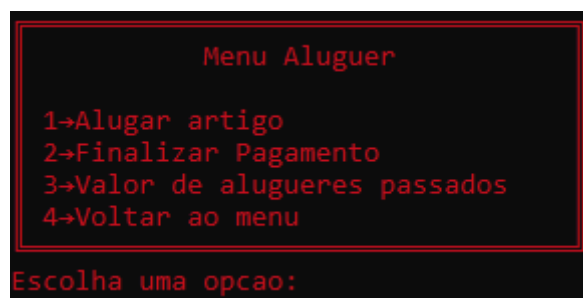 Menu Aluguer
1→Alugar artigo
2→Finalizar Pagamento
3→Valor de alugueres passados
4→Voltar ao menu
Escolha uma opcao: